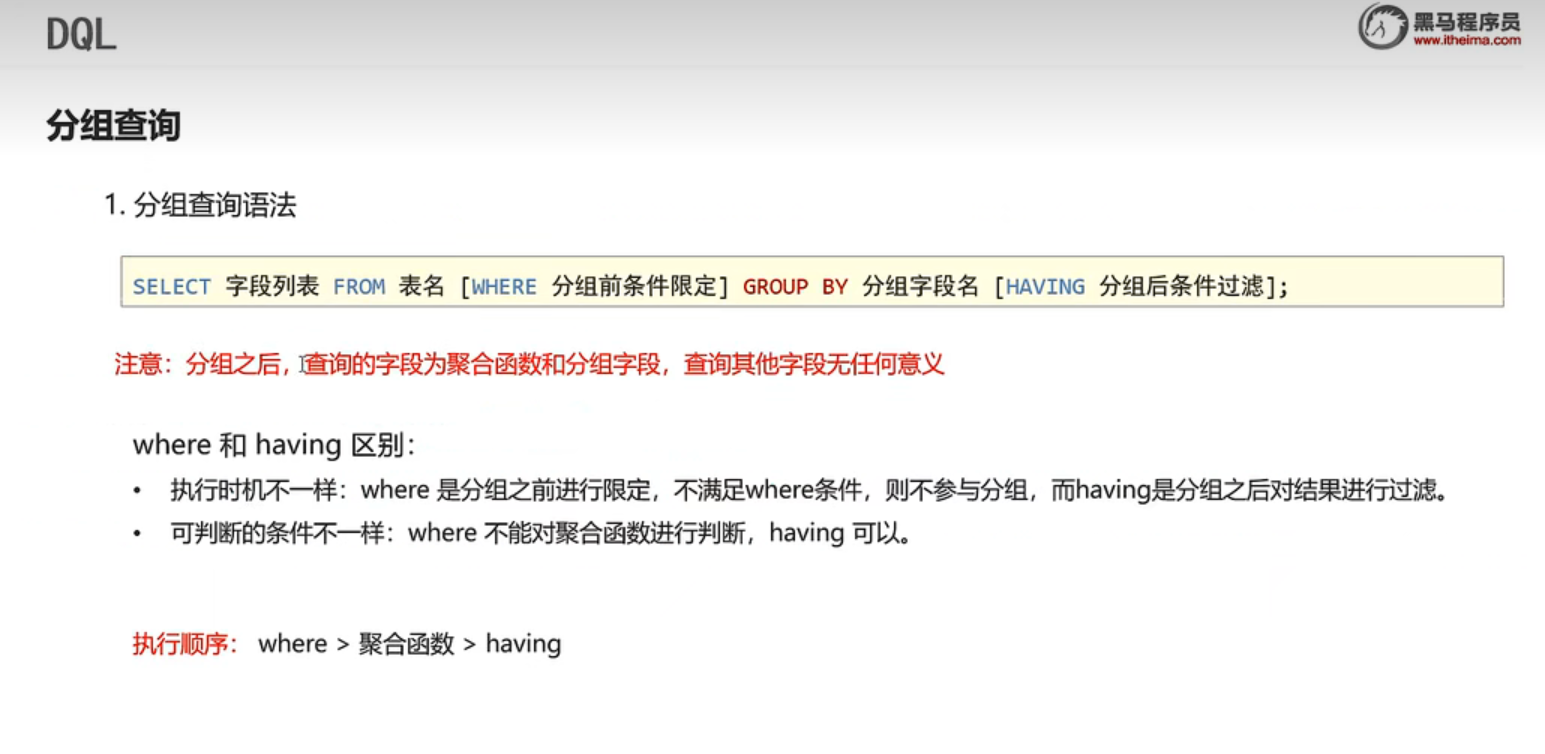 DQL
黑马程序员
www.itheima.com
分组查询
1. 分组查询语法
SELECT 字段列表 FROM 表名 [WHERE 分组前条件限定] GROUP BY 分组字段名 [HAVING 分组后条件过滤];
注意：分组之后，查询的字段为聚合函数和分组字段，查询其他字段无任何意义
where 和 having 区别：
• 执行时机不一样：where 是分组之前进行限定，不满足where条件，则不参与分组，而having是分组之后对结果进行过滤。
• 可判断的条件不一样：where 不能对聚合函数进行判断，having 可以。
执行顺序： where > 聚合函数 > having